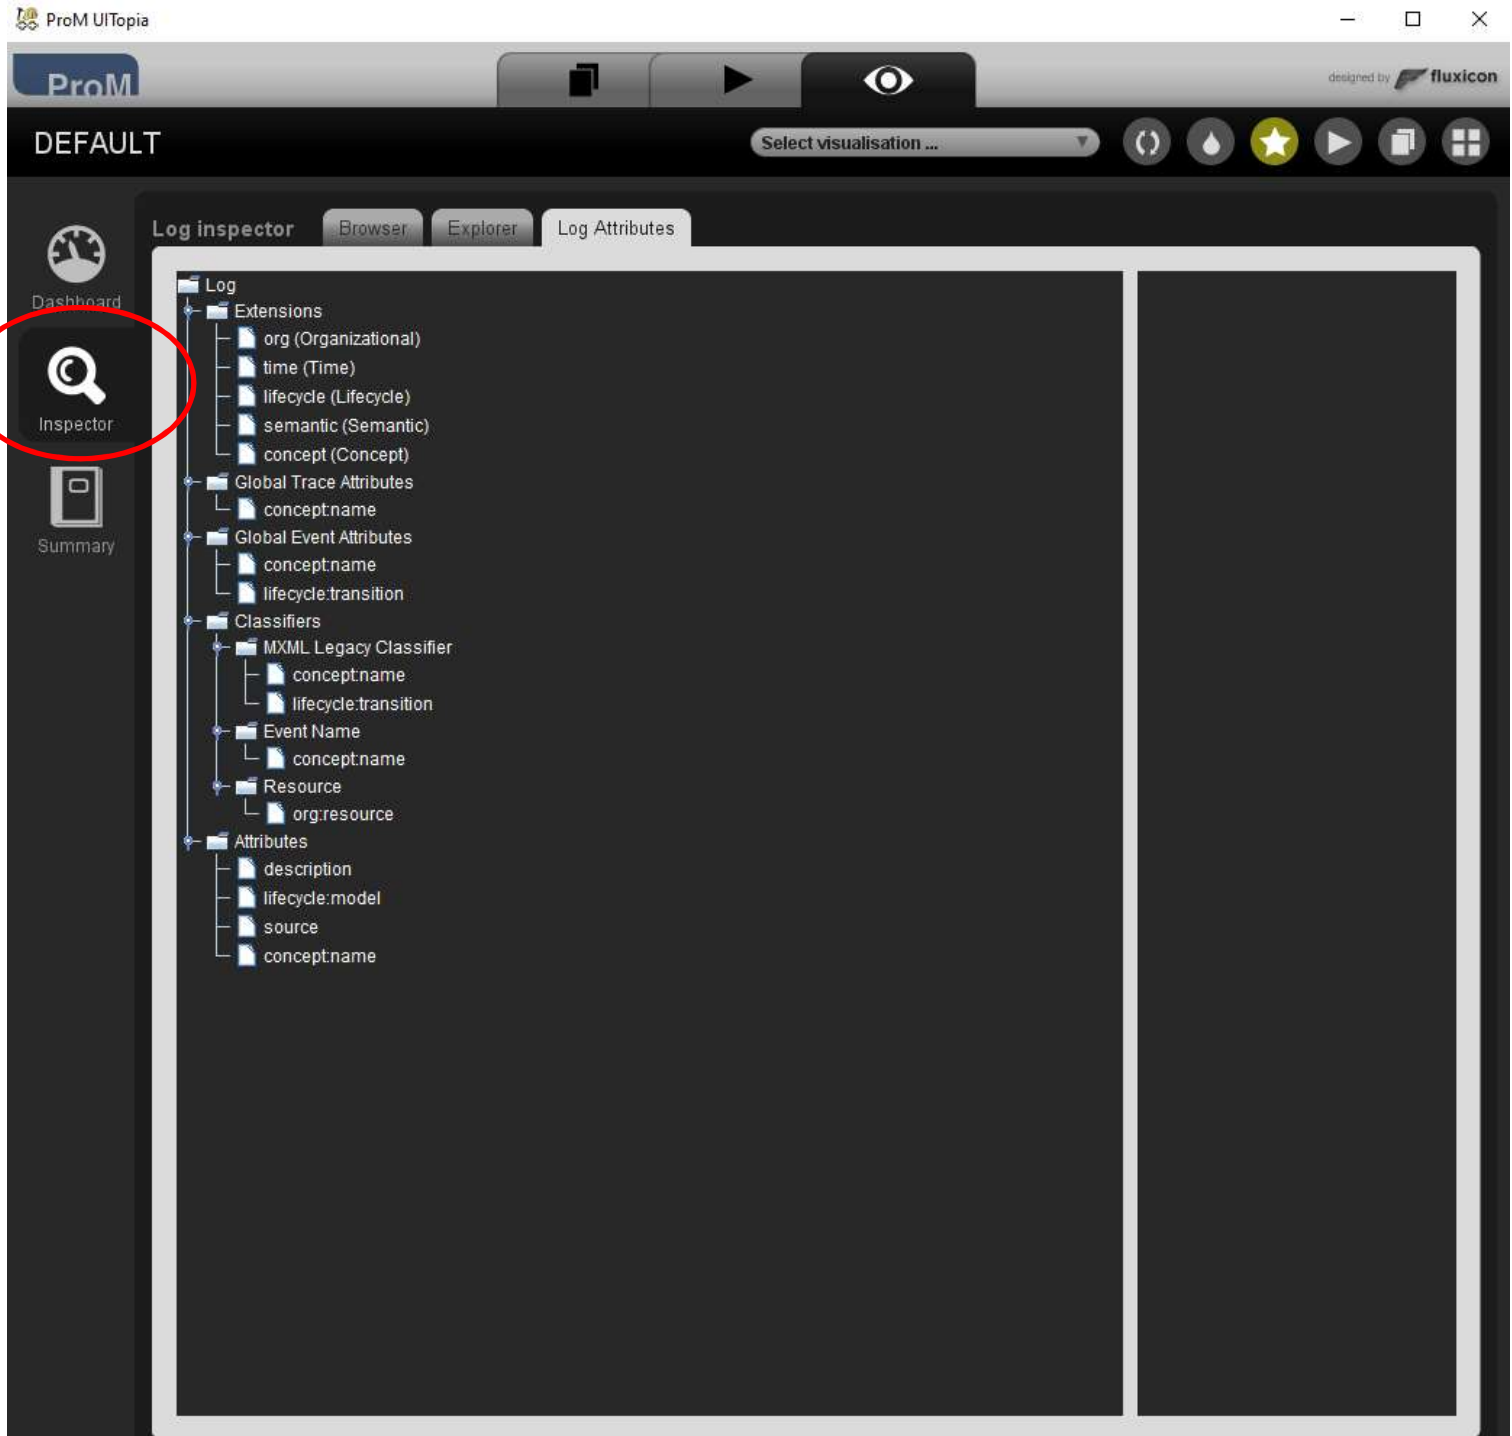 ProM UITopia
ProM
designed by fluxicon
DEFAULT
Select visualisation ...
Log inspector
Browser
Explorer
Log Attributes
Dashboard
Inspector
Summary
Log
Extensions
org (Organizational)
time (Time)
lifecycle (Lifecycle)
semantic (Semantic)
concept (Concept)
Global Trace Attributes
concept:name
Global Event Attributes
concept:name
lifecycle:transition
Classifiers
MXML Legacy Classifier
concept:name
lifecycle:transition
Event Name
concept:name
Resource
org:resource
Attributes
description
lifecycle:model
source
concept:name